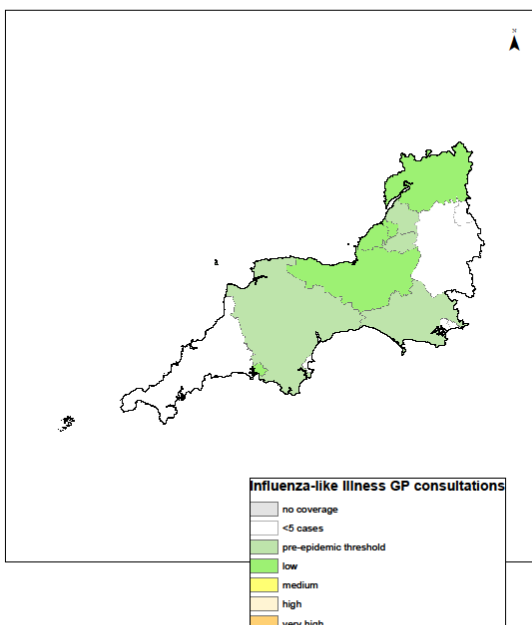 N
Influenza-like Illness GP consultations
no coverage
<5 cases
pre-epidemic threshold
low
medium
high
very high